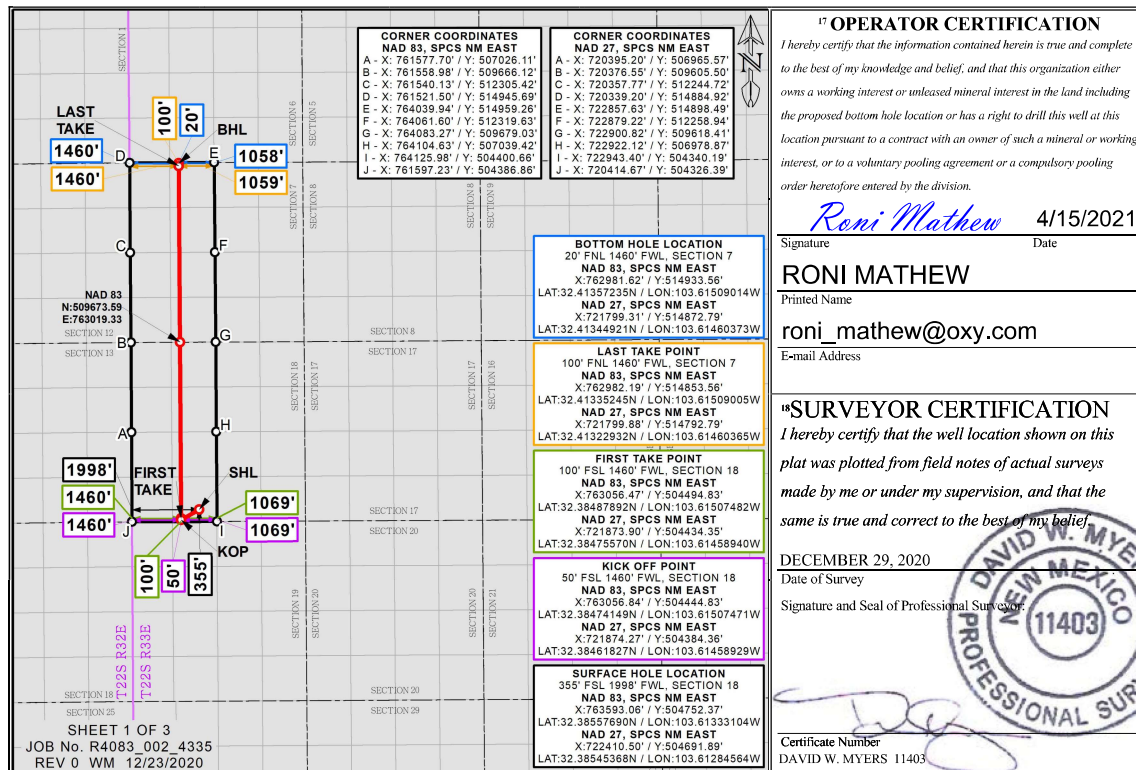 CORNER COORDINATES
NAD 83, SPCS NM EAST
A - X: 761577.70' / Y: 507026.11'
B - X: 761558.98' / Y: 509666.12'
C - X: 761540.13' / Y: 512305.42'
D - X: 761521.50' / Y: 514945.69'
E - X: 764039.94' / Y: 514959.26'
F - X: 764061.60' / Y: 512319.63'
G - X: 764083.27' / Y: 509679.03'
H - X: 764104.63' / Y: 507039.42'
I - X: 764125.98' / Y: 504400.66'
J - X: 761597.23' / Y: 504386.86'
CORNER COORDINATES
NAD 27, SPCS NM EAST
A - X: 720395.20' / Y: 506965.57'
B - X: 720376.55' / Y: 509605.50'
C - X: 720357.77' / Y: 512244.72'
D - X: 720339.20' / Y: 514884.92'
E - X: 722857.63' / Y: 514898.49'
F - X: 722879.22' / Y: 512258.94'
G - X: 722900.82' / Y: 509618.41'
H - X: 722922.12' / Y: 506978.87'
I - X: 722943.40' / Y: 504340.19'
J - X: 720414.67' / Y: 504326.39'
N
SECTION 1
SECTION 6
SECTION 5
LAST
TAKE
100'
20'
BHL
1460'
D
E
1058'
1460'
1059'
SECTION 7
SECTION 8
SECTION 8
SECTION 9
C
F
NAD 83
N:509673.59
E:763019.33
SECTION 12
SECTION 13
B
G
SECTION 8
SECTION 17
SECTION 18
SECTION 17
SECTION 17
SECTION 16
A
H
1998'
FIRST
TAKE
SHL
1460'
1069'
1460'
1069'
J
I
KOP
SECTION 17
SECTION 20
100'
50'
355'
SECTION 19
SECTION 20
SECTION 20
SECTION 21
T22S R32E
T22S R33E
SECTION 18
SECTION 25
SECTION 20
SECTION 29
SHEET 1 OF 3
JOB No. R4083_002_4335
REV 0 WM 12/23/2020
BOTTOM HOLE LOCATION
20' FNL 1460' FWL, SECTION 7
NAD 83, SPCS NM EAST
X:762981.62' / Y:514933.56'
LAT:32.41357235N / LON:103.61509014W
NAD 27, SPCS NM EAST
X:721799.31' / Y:514872.79'
LAT:32.41344921N / LON:103.61460373W
LAST TAKE POINT
100' FNL 1460' FWL, SECTION 7
NAD 83, SPCS NM EAST
X:762982.19' / Y:514853.56'
LAT:32.41335245N / LON:103.61509005W
NAD 27, SPCS NM EAST
X:721799.88' / Y:514792.79'
LAT:32.41322932N / LON:103.61460365W
FIRST TAKE POINT
100' FSL 1460' FWL, SECTION 18
NAD 83, SPCS NM EAST
X:763056.47' / Y:504494.83'
LAT:32.38487892N / LON:103.61507482W
NAD 27, SPCS NM EAST
X:721873.90' / Y:504434.35'
LAT:32.38475570N / LON:103.61458940W
KICK OFF POINT
50' FSL 1460' FWL, SECTION 18
NAD 83, SPCS NM EAST
X:763056.84' / Y:504444.83'
LAT:32.38474149N / LON:103.61507471W
NAD 27, SPCS NM EAST
X:721874.27' / Y:504384.36'
LAT:32.38461827N / LON:103.61458929W
SURFACE HOLE LOCATION
355' FSL 1998' FWL, SECTION 18
NAD 83, SPCS NM EAST
X:763593.06' / Y:504752.37'
LAT:32.38557690N / LON:103.61333104W
NAD 27, SPCS NM EAST
X:722410.50' / Y:504691.89'
LAT:32.38545368N / LON:103.61284564W
17 OPERATOR CERTIFICATION
I hereby certify that the information contained herein is true and complete
to the best of my knowledge and belief, and that this organization either
owns a working interest or unleased mineral interest in the land including
the proposed bottom hole location or has a right to drill this well at this
location pursuant to a contract with an owner of such a mineral or working
interest, or to a voluntary pooling agreement or a compulsory pooling
order heretofore entered by the division.
Roni Mathew 4/15/2021
Signature Date
RONI MATHEW
Printed Name
roni_mathew@oxy.com
E-mail Address
18 SURVEYOR CERTIFICATION
I hereby certify that the well location shown on this
plat was plotted from field notes of actual surveys
made by me or under my supervision, and that the
same is true and correct to the best of my belief.
DECEMBER 29, 2020
Date of Survey
Signature and Seal of Professional Surveyor:
DAVID W. MYE
NEW MEXICO
11403
PROFESSIONAL SURV
Certificate Number
DAVID W. MYERS 11403